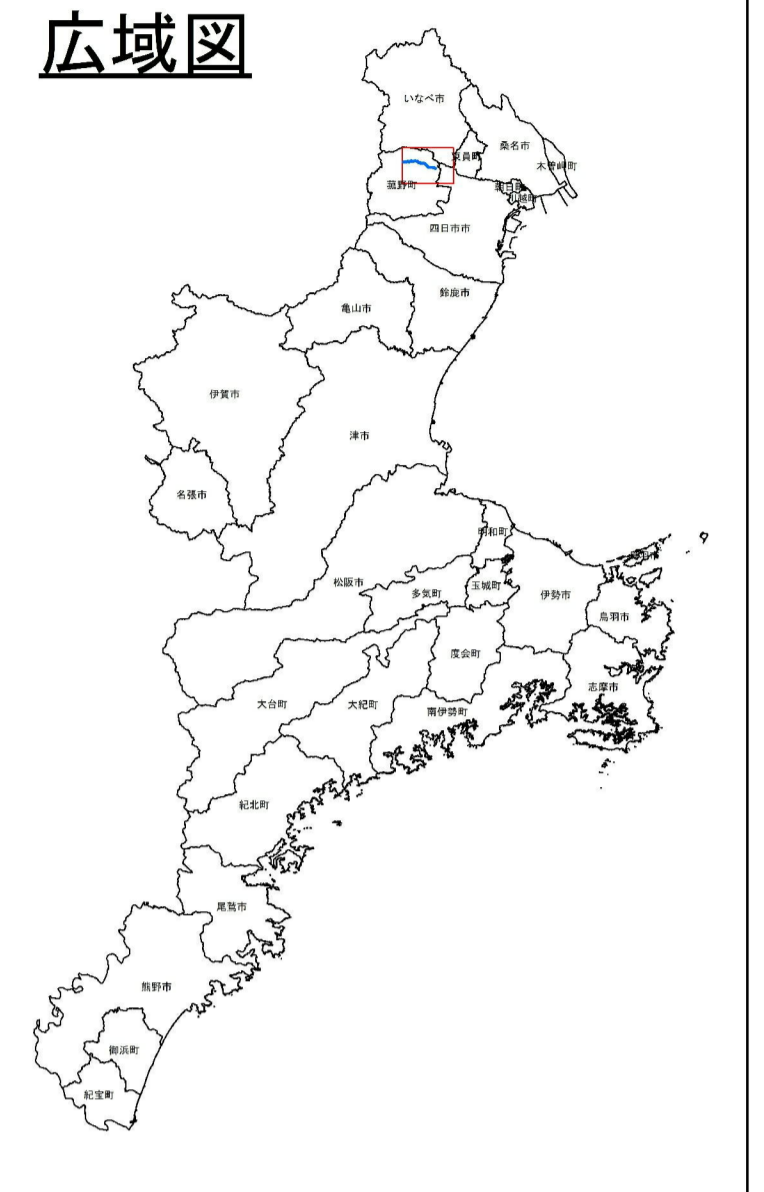 広域図
いなべ市
桑名市
木曽岬町
東員町
朝日町
川越町
菰野町
四日市市
鈴鹿市
亀山市
伊賀市
津市
名張市
明和町
松阪市
多気町
玉城町
伊勢市
鳥羽市
度会町
志摩市
大台町
大紀町
南伊勢町
紀北町
尾鷲市
熊野市
御浜町
紀宝町